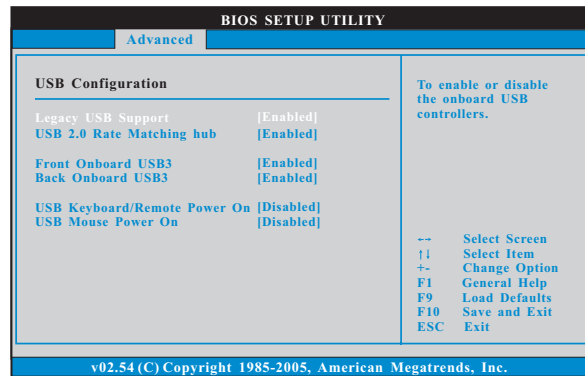 BIOS SETUP UTILITY
Advanced
USB Configuration
Legacy USB Support [Enabled]
USB 2.0 Rate Matching hub [Enabled]
Front Onboard USB3 [Enabled]
Back Onboard USB3 [Enabled]
USB Keyboard/Remote Power On [Disabled]
USB Mouse Power On [Disabled]
To enable or disable
the onboard USB
controllers.
←→ Select Screen
↑↓ Select Item
+- Change Option
F1 General Help
F9 Load Defaults
F10 Save and Exit
ESC Exit
v02.54 (C) Copyright 1985-2005, American Megatrends, Inc.